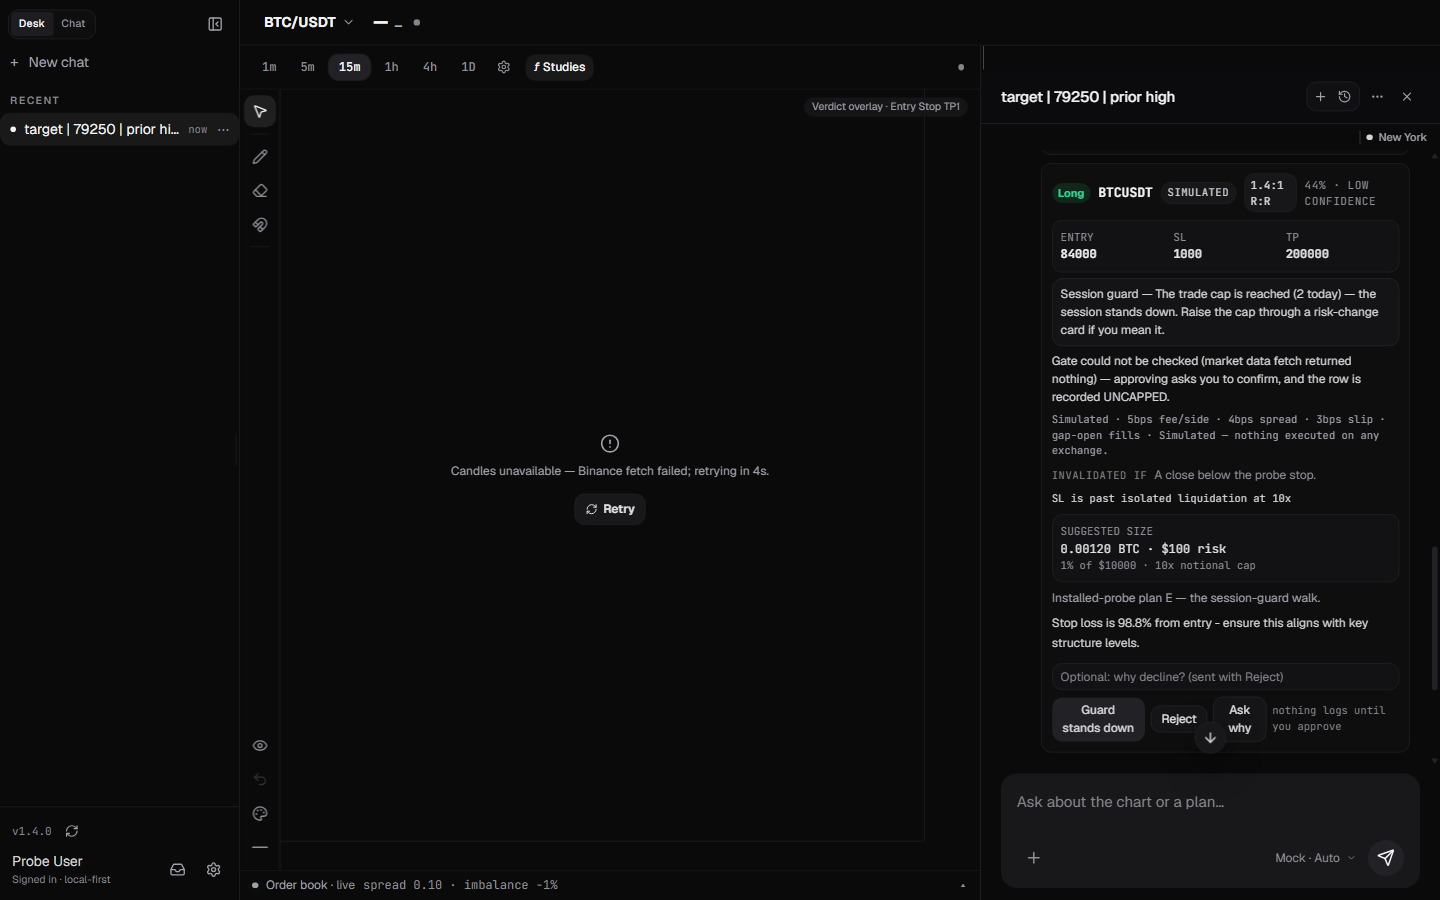 Desk Chat
New chat
RECENT
target | 79250 | prior hi... now
v1.4.0
Probe User
Signed in · local-first
BTC/USDT
1m 5m 15m 1h 4h 1D f Studies
Verdict overlay · Entry Stop TP1
Candles unavailable — Binance fetch failed; retrying in 4s.
Retry
Order book · live spread 0.10 · imbalance -1%
target | 79250 | prior high
New York
Long BTCUSDT SIMULATED 1.4:1 R:R 44% · LOW CONFIDENCE
ENTRY SL TP
84000 1000 200000
Session guard — The trade cap is reached (2 today) — the
session stands down. Raise the cap through a risk-change
card if you mean it.
Gate could not be checked (market data fetch returned
nothing) — approving asks you to confirm, and the row is
recorded UNCAPPED.
Simulated · 5bps fee/side · 4bps spread · 3bps slip ·
gap-open fills · Simulated — nothing executed on any
exchange.
INVALIDATED IF A close below the probe stop.
SL is past isolated liquidation at 10x
SUGGESTED SIZE
0.00120 BTC · $100 risk
1% of $10000 · 10x notional cap
Installed-probe plan E — the session-guard walk.
Stop loss is 98.8% from entry - ensure this aligns with key
structure levels.
Optional: why decline? (sent with Reject)
Guard stands down Reject Ask why nothing logs until you approve
Ask about the chart or a plan...
Mock · Auto